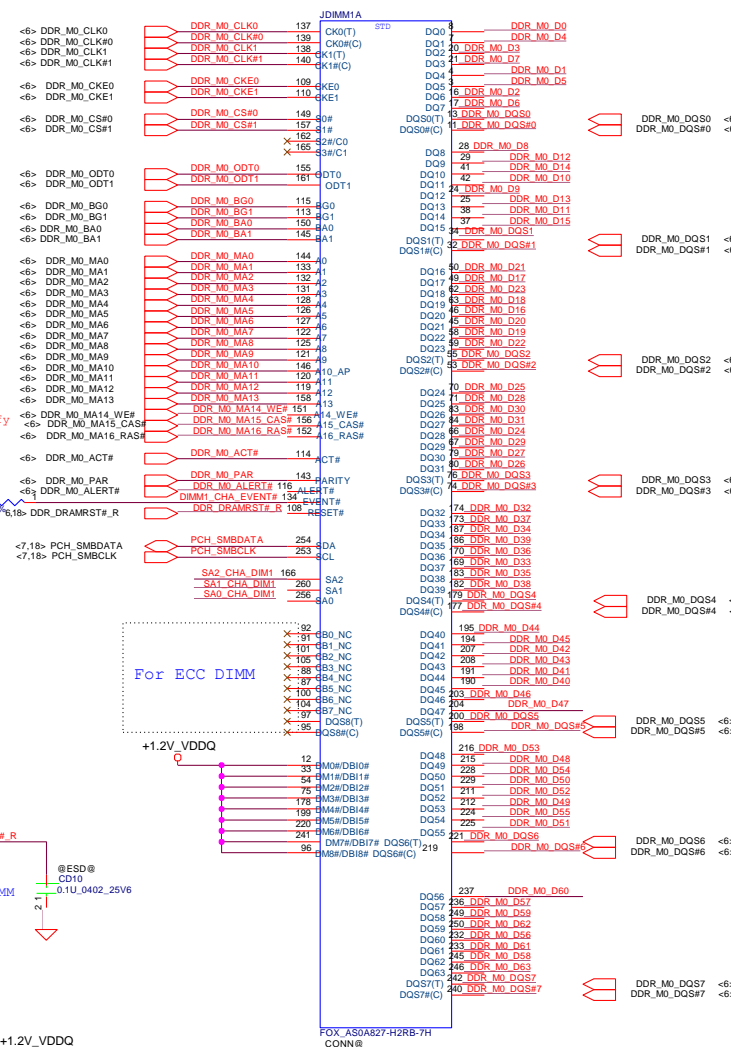 JDIMM1A
STD
<6> DDR_M0_CLK0 DDR_M0_CLK0 137 CK0(T)
<6> DDR_M0_CLK#0 DDR_M0_CLK#0 139 CK0#(C)
<6> DDR_M0_CLK1 DDR_M0_CLK1 138 CK1(T)
<6> DDR_M0_CLK#1 DDR_M0_CLK#1 140 CK1#(C)
<6> DDR_M0_CKE0 DDR_M0_CKE0 109 CKE0
<6> DDR_M0_CKE1 DDR_M0_CKE1 110 CKE1
<6> DDR_M0_CS#0 DDR_M0_CS#0 149 S0#
<6> DDR_M0_CS#1 DDR_M0_CS#1 157 S1#
162 S2#/C0
165 S3#/C1
<6> DDR_M0_ODT0 DDR_M0_ODT0 155 ODT0
<6> DDR_M0_ODT1 DDR_M0_ODT1 161 ODT1
<6> DDR_M0_BG0 DDR_M0_BG0 115 BG0
<6> DDR_M0_BG1 DDR_M0_BG1 113 BG1
<6> DDR_M0_BA0 DDR_M0_BA0 150 BA0
<6> DDR_M0_BA1 DDR_M0_BA1 145 BA1
<6> DDR_M0_MA0 DDR_M0_MA0 144 A0
<6> DDR_M0_MA1 DDR_M0_MA1 133 A1
<6> DDR_M0_MA2 DDR_M0_MA2 132 A2
<6> DDR_M0_MA3 DDR_M0_MA3 131 A3
<6> DDR_M0_MA4 DDR_M0_MA4 128 A4
<6> DDR_M0_MA5 DDR_M0_MA5 126 A5
<6> DDR_M0_MA6 DDR_M0_MA6 127 A6
<6> DDR_M0_MA7 DDR_M0_MA7 122 A7
<6> DDR_M0_MA8 DDR_M0_MA8 125 A8
<6> DDR_M0_MA9 DDR_M0_MA9 121 A9
<6> DDR_M0_MA10 DDR_M0_MA10 146 A10_AP
<6> DDR_M0_MA11 DDR_M0_MA11 120 A11
<6> DDR_M0_MA12 DDR_M0_MA12 119 A12
<6> DDR_M0_MA13 DDR_M0_MA13 158 A13
<6> DDR_M0_MA14_WE# DDR_M0_MA14_WE# 151 A14_WE#
<6> DDR_M0_MA15_CAS# DDR_M0_MA15_CAS# 156 A15_CAS#
<6> DDR_M0_MA16_RAS# DDR_M0_MA16_RAS# 152 A16_RAS#
<6> DDR_M0_ACT# DDR_M0_ACT# 114 ACT#
<6> DDR_M0_PAR DDR_M0_PAR 143 PARITY
<6> DDR_M0_ALERT# DDR_M0_ALERT# 116 ALERT#
1 DIMM1_CHA_EVENT# 134 EVENT#
6,18> DDR_DRAMRST#_R DDR_DRAMRST#_R 108 RESET#
<7,18> PCH_SMBDATA PCH_SMBDATA 254 SDA
<7,18> PCH_SMBCLK PCH_SMBCLK 253 SCL
SA2_CHA_DIM1 166 SA2
SA1_CHA_DIM1 260 SA1
SA0_CHA_DIM1 256 SA0
For ECC DIMM
92 CB0_NC
91 CB1_NC
101 CB2_NC
105 CB3_NC
88 CB4_NC
87 CB5_NC
100 CB6_NC
104 CB7_NC
97 DQS8(T)
95 DQS8#(C)
+1.2V_VDDQ
12 DM0#/DBI0#
33 DM1#/DBI1#
54 DM2#/DBI2#
75 DM3#/DBI3#
178 DM4#/DBI4#
199 DM5#/DBI5#
220 DM6#/DBI6#
241 DM7#/DBI7#
96 DM8#/DBI8#
DQ0 8 DDR_M0_D0
DQ1 7 DDR_M0_D4
DQ2 20 DDR_M0_D3
DQ3 21 DDR_M0_D7
DQ4 4 DDR_M0_D1
DQ5 3 DDR_M0_D5
DQ6 16 DDR_M0_D2
DQ7 17 DDR_M0_D6
DQS0(T) 13 DDR_M0_DQS0 DDR_M0_DQS0 <6
DQS0#(C) 11 DDR_M0_DQS#0 DDR_M0_DQS#0 <6
DQ8 28 DDR_M0_D8
DQ9 29 DDR_M0_D12
DQ10 41 DDR_M0_D14
DQ11 42 DDR_M0_D10
DQ12 24 DDR_M0_D9
DQ13 25 DDR_M0_D13
DQ14 38 DDR_M0_D11
DQ15 37 DDR_M0_D15
DQS1(T) 34 DDR_M0_DQS1 DDR_M0_DQS1 <6
DQS1#(C) 32 DDR_M0_DQS#1 DDR_M0_DQS#1 <6
DQ16 50 DDR_M0_D21
DQ17 49 DDR_M0_D17
DQ18 62 DDR_M0_D23
DQ19 63 DDR_M0_D18
DQ20 46 DDR_M0_D16
DQ21 45 DDR_M0_D20
DQ22 58 DDR_M0_D19
DQ23 59 DDR_M0_D22
DQS2(T) 55 DDR_M0_DQS2 DDR_M0_DQS2 <6
DQS2#(C) 53 DDR_M0_DQS#2 DDR_M0_DQS#2 <6
DQ24 70 DDR_M0_D25
DQ25 71 DDR_M0_D28
DQ26 83 DDR_M0_D30
DQ27 84 DDR_M0_D31
DQ28 66 DDR_M0_D24
DQ29 67 DDR_M0_D29
DQ30 79 DDR_M0_D27
DQ31 80 DDR_M0_D26
DQS3(T) 76 DDR_M0_DQS3 DDR_M0_DQS3 <6
DQS3#(C) 74 DDR_M0_DQS#3 DDR_M0_DQS#3 <6
DQ32 174 DDR_M0_D32
DQ33 173 DDR_M0_D37
DQ34 187 DDR_M0_D34
DQ35 186 DDR_M0_D39
DQ36 170 DDR_M0_D36
DQ37 169 DDR_M0_D33
DQ38 183 DDR_M0_D35
DQ39 182 DDR_M0_D38
DQS4(T) 179 DDR_M0_DQS4 DDR_M0_DQS4 <
DQS4#(C) 177 DDR_M0_DQS#4 DDR_M0_DQS#4 <
DQ40 195 DDR_M0_D44
DQ41 194 DDR_M0_D45
DQ42 207 DDR_M0_D42
DQ43 208 DDR_M0_D43
DQ44 191 DDR_M0_D41
DQ45 190 DDR_M0_D40
DQ46 203 DDR_M0_D46
DQ47 204 DDR_M0_D47
DQS5(T) 200 DDR_M0_DQS5 DDR_M0_DQS5 <6
DQS5#(C) 198 DDR_M0_DQS#5 DDR_M0_DQS#5 <6
DQ48 216 DDR_M0_D53
DQ49 215 DDR_M0_D48
DQ50 228 DDR_M0_D54
DQ51 229 DDR_M0_D50
DQ52 211 DDR_M0_D52
DQ53 212 DDR_M0_D49
DQ54 224 DDR_M0_D55
DQ55 225 DDR_M0_D51
DQS6(T) 221 DDR_M0_DQS6 DDR_M0_DQS6 <6
DQS6#(C) 219 DDR_M0_DQS#6 DDR_M0_DQS#6 <6
DQ56 237 DDR_M0_D60
DQ57 236 DDR_M0_D57
DQ58 249 DDR_M0_D59
DQ59 250 DDR_M0_D62
DQ60 232 DDR_M0_D56
DQ61 233 DDR_M0_D61
DQ62 245 DDR_M0_D58
DQ63 246 DDR_M0_D63
DQS7(T) 242 DDR_M0_DQS7 DDR_M0_DQS7 <6
DQS7#(C) 240 DDR_M0_DQS#7 DDR_M0_DQS#7 <6
#_R
@ESD@
CD10
0.1U_0402_25V6
2 1
MM
FOX_AS0A827-H2RB-7H
CONN@
+1.2V_VDDQ